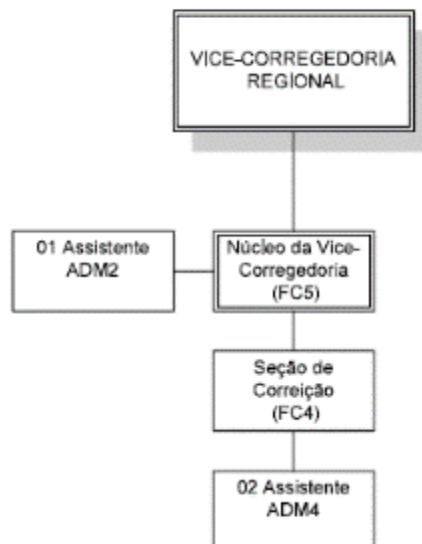 VICE-CORREGEDORIA
REGIONAL
01 Assistente
ADM2
Núcleo da Vice-
Corregedoria
(FC5)
Seção de
Correição
(FC4)
02 Assistente
ADM4